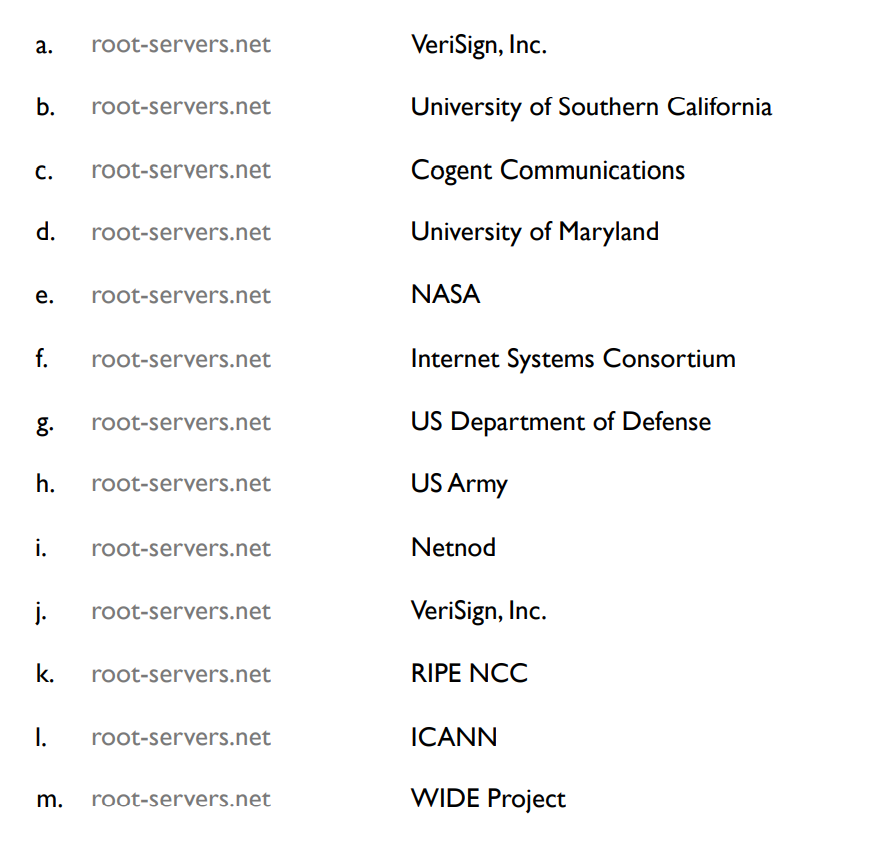 a. root-servers.net VeriSign, Inc.
b. root-servers.net University of Southern California
c. root-servers.net Cogent Communications
d. root-servers.net University of Maryland
e. root-servers.net NASA
f. root-servers.net Internet Systems Consortium
g. root-servers.net US Department of Defense
h. root-servers.net US Army
i. root-servers.net Netnod
j. root-servers.net VeriSign, Inc.
k. root-servers.net RIPE NCC
l. root-servers.net ICANN
m. root-servers.net WIDE Project